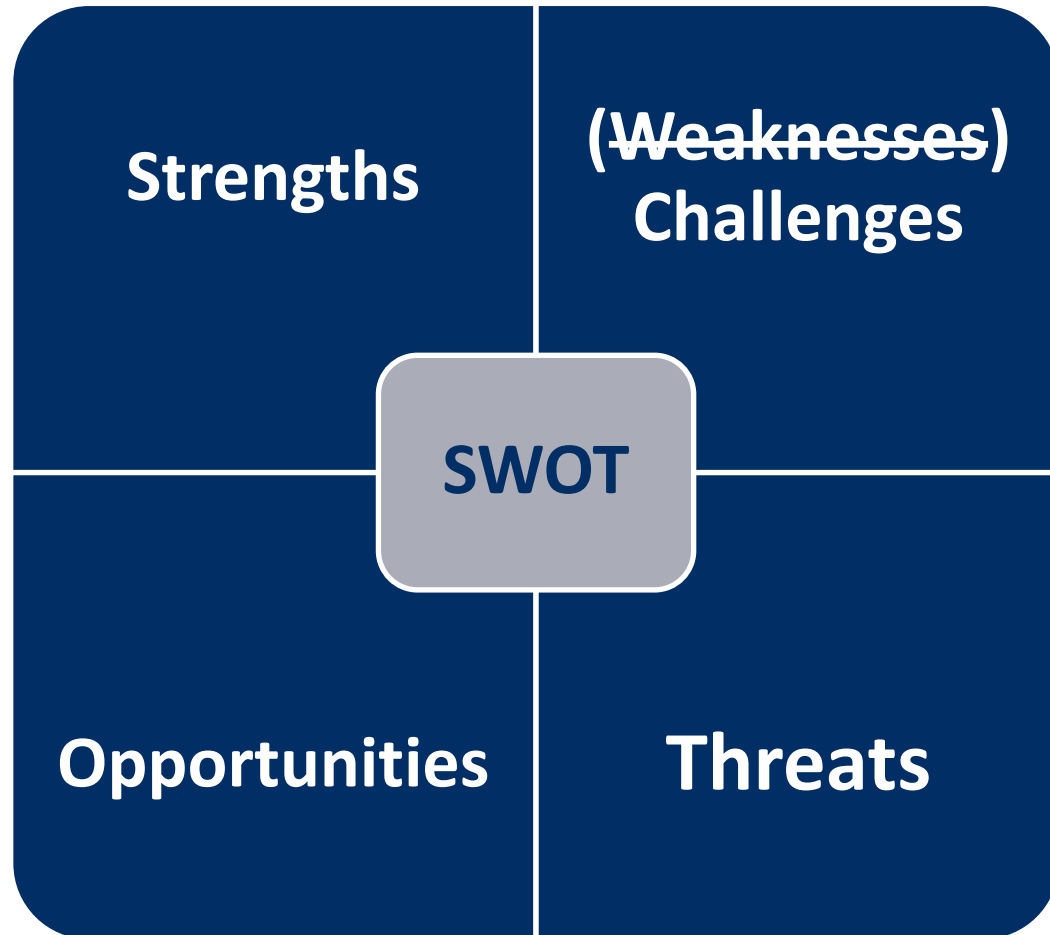 Strengths
(Weaknesses)
Challenges
SWOT
Opportunities
Threats